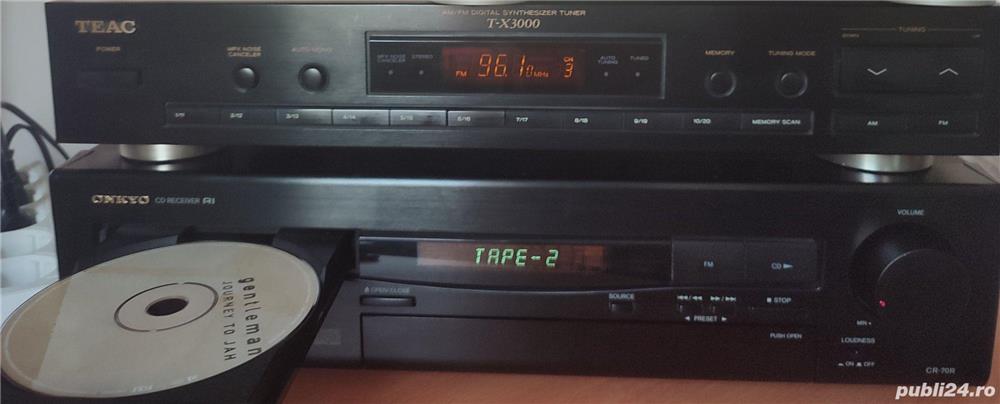 AM/FM DIGITAL SYNTHESIZER TUNER
T-X3000
TEAC
POWER
MPX NOISE CANCELER
AUTO/MONO
MPX NOISE CANCELER
STEREO
FM 96.10 MHz
CH 3
AUTO TUNING
TUNED
MEMORY
TUNING MODE
TUNING
DOWN
UP
1/11
2/12
3/13
4/14
5/15
6/16
7/17
8/18
9/19
10/20
MEMORY SCAN
AM
FM
ONKYO
CD RECEIVER RI
TAPE-2
FM
CD
VOLUME
OPEN/CLOSE
SOURCE
STOP
PRESET
PUSH OPEN
MIN
LOUDNESS
ON OFF
CR-70R
gentleman
JOURNEY TO JAH
publi24.ro